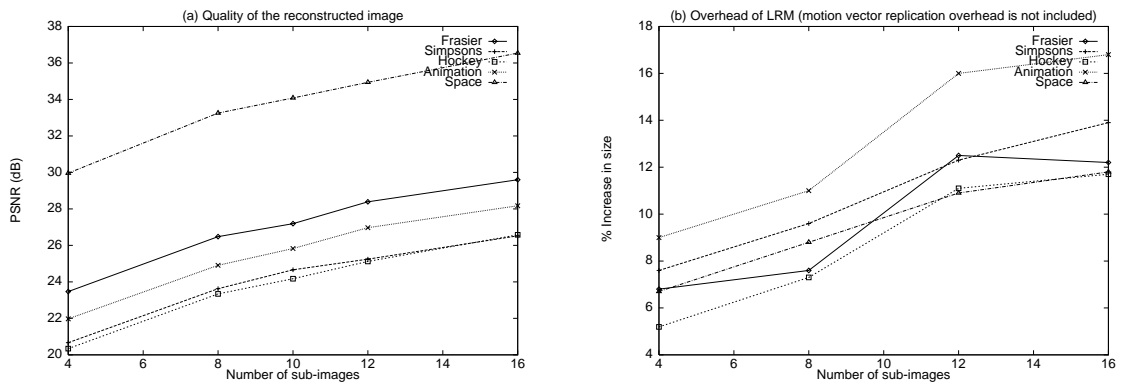 (a) Quality of the reconstructed image
38
36
34
32
30
28
26
24
22
20
4
6
8
10
12
14
16
PSNR (dB)
Number of sub-images
Frasier
Simpsons
Hockey
Animation
Space
(b) Overhead of LRM (motion vector replication overhead is not included)
18
16
14
12
10
8
6
4
4
6
8
10
12
14
16
% Increase in size
Number of sub-images
Frasier
Simpsons
Hockey
Animation
Space